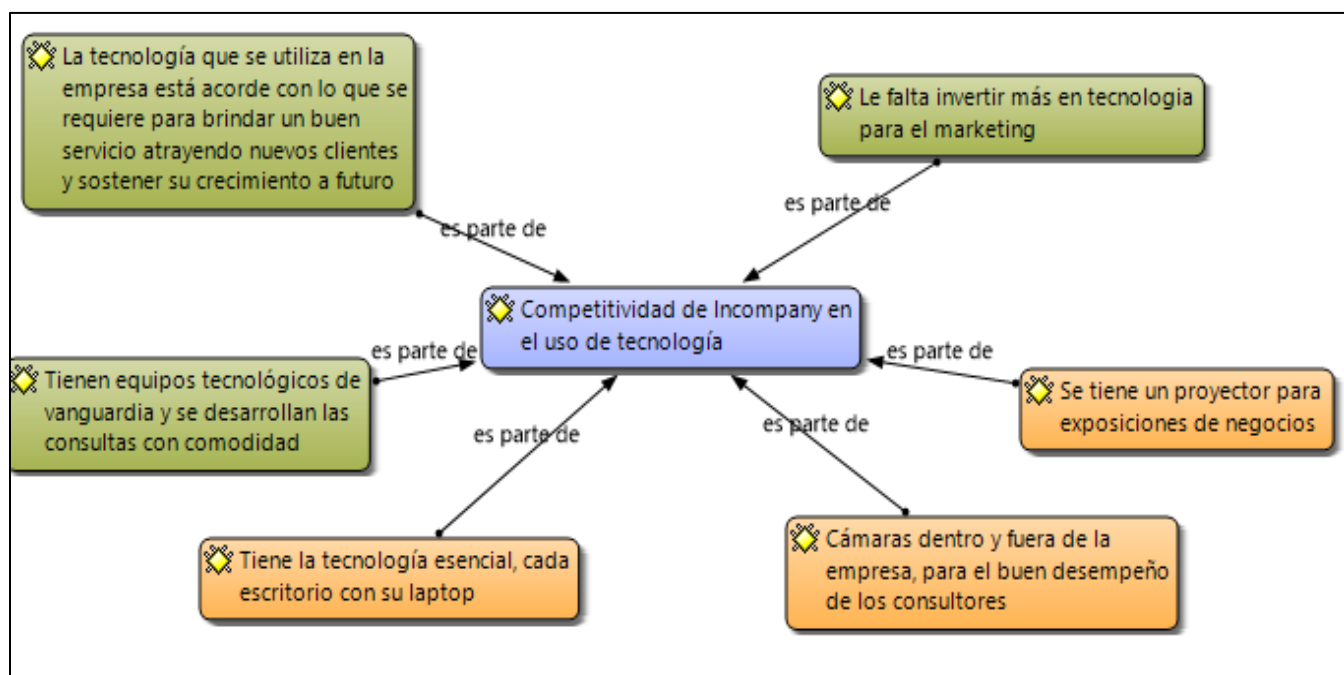 La tecnología que se utiliza en la
empresa está acorde con lo que se
requiere para brindar un buen
servicio atrayendo nuevos clientes
y sostener su crecimiento a futuro
Le falta invertir más en tecnologia
para el marketing
es parte de
es parte de
Competitividad de Incompany en
el uso de tecnología
es parte de
es parte de
Tienen equipos tecnológicos de
vanguardia y se desarrollan las
consultas con comodidad
Se tiene un proyector para
exposiciones de negocios
es parte de
es parte de
Tiene la tecnología esencial, cada
escritorio con su laptop
Cámaras dentro y fuera de la
empresa, para el buen desempeño
de los consultores